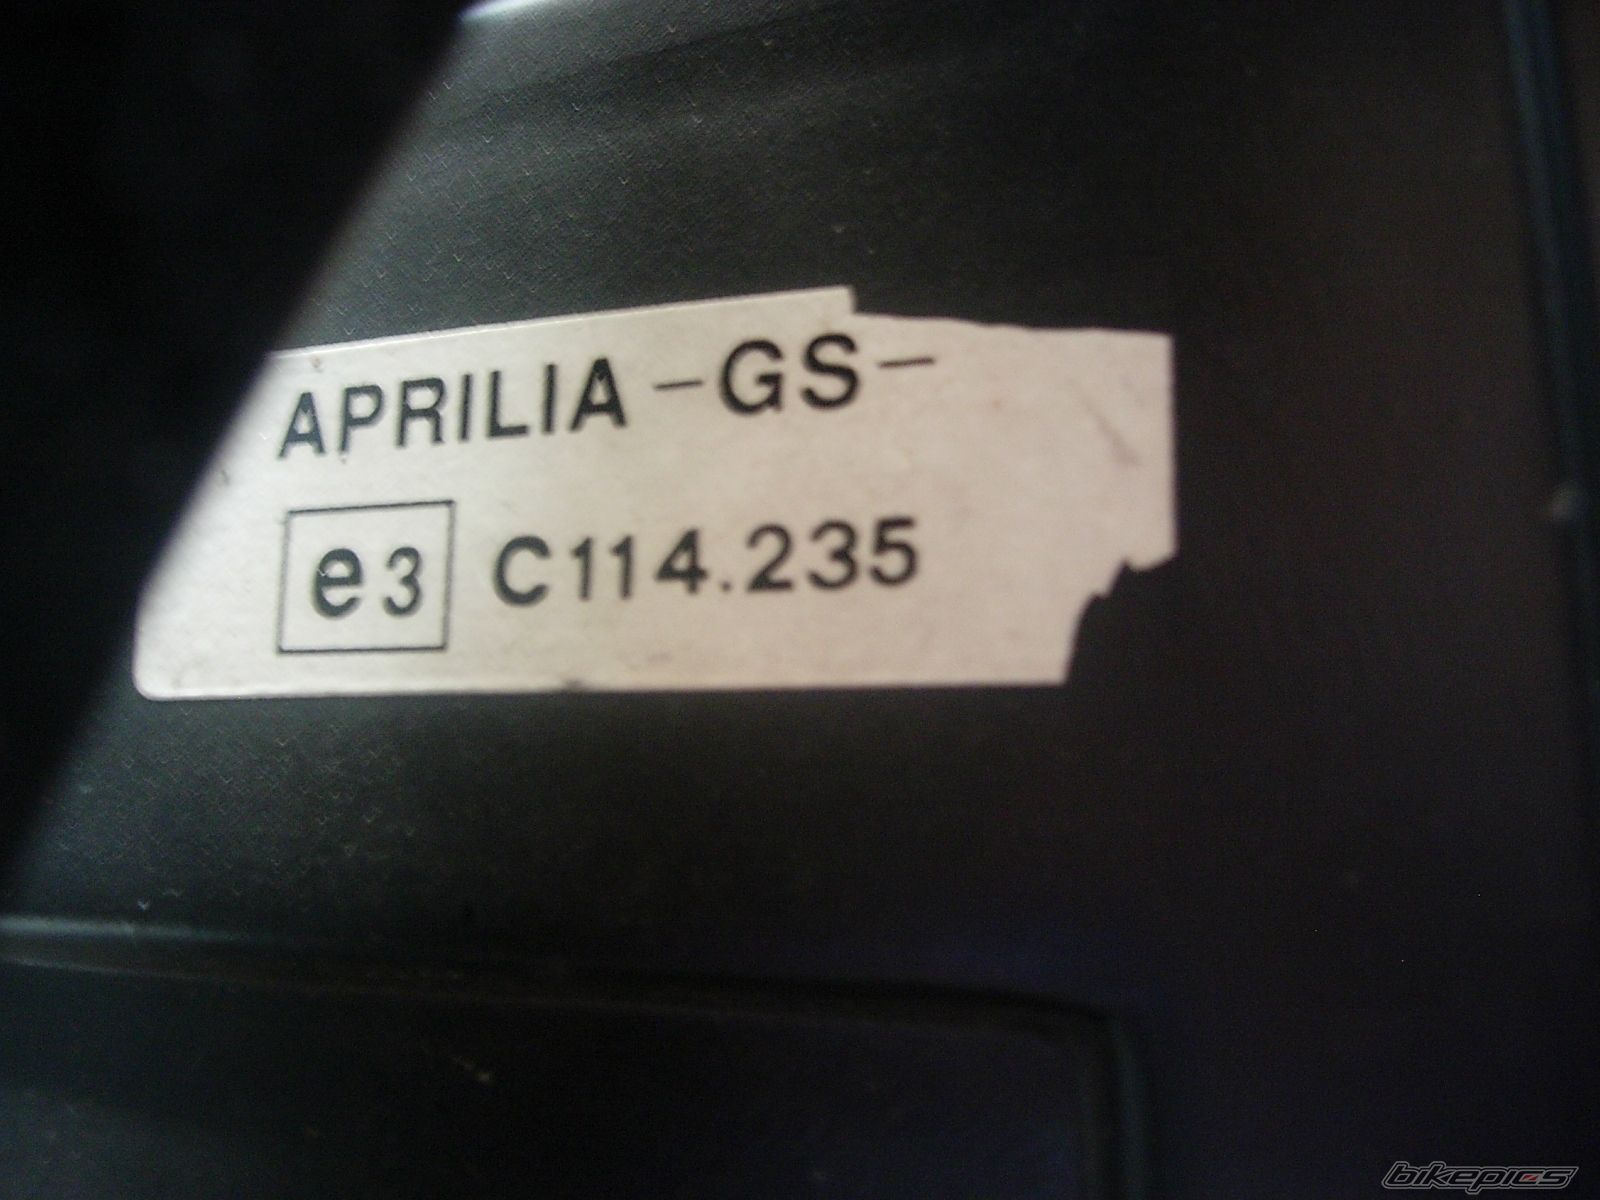 APRILIA -GS-
e3 C114.235
bikepics